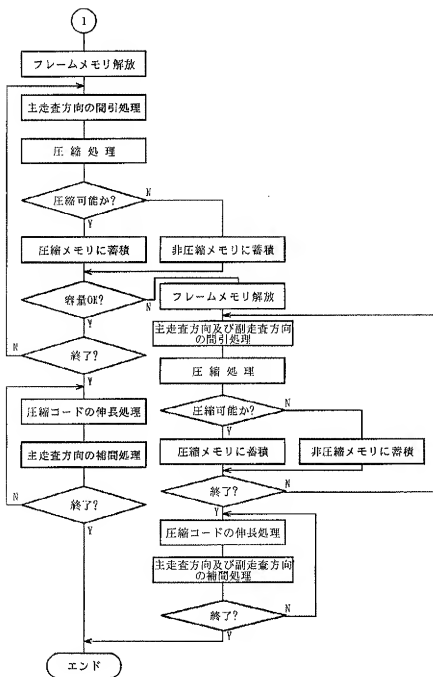 1
フレームメモリ解放
主走査方向の間引処理
圧縮処理
圧縮可能か?
N
Y
圧縮メモリに蓄積
非圧縮メモリに蓄積
容量OK?
N
Y
フレームメモリ解放
主走査方向及び副走査方向
の間引処理
終了?
N
Y
圧縮処理
圧縮コードの伸長処理
圧縮可能か?
N
Y
主走査方向の補間処理
圧縮メモリに蓄積
非圧縮メモリに蓄積
終了?
N
Y
終了?
N
Y
圧縮コードの伸長処理
主走査方向及び副走査方向
の補間処理
終了?
N
Y
エンド